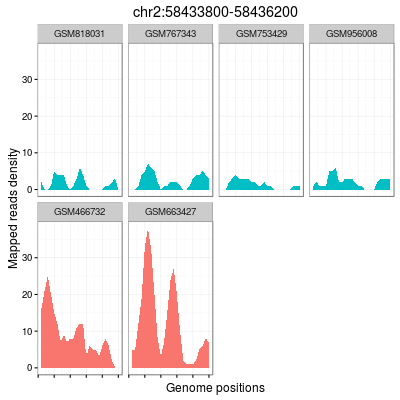 chr2:58433800-58436200
GSM818031 GSM767343 GSM753429 GSM956008
30
20
10
0
GSM466732 GSM663427
30
20
10
0
Mapped reads density
Genome positions